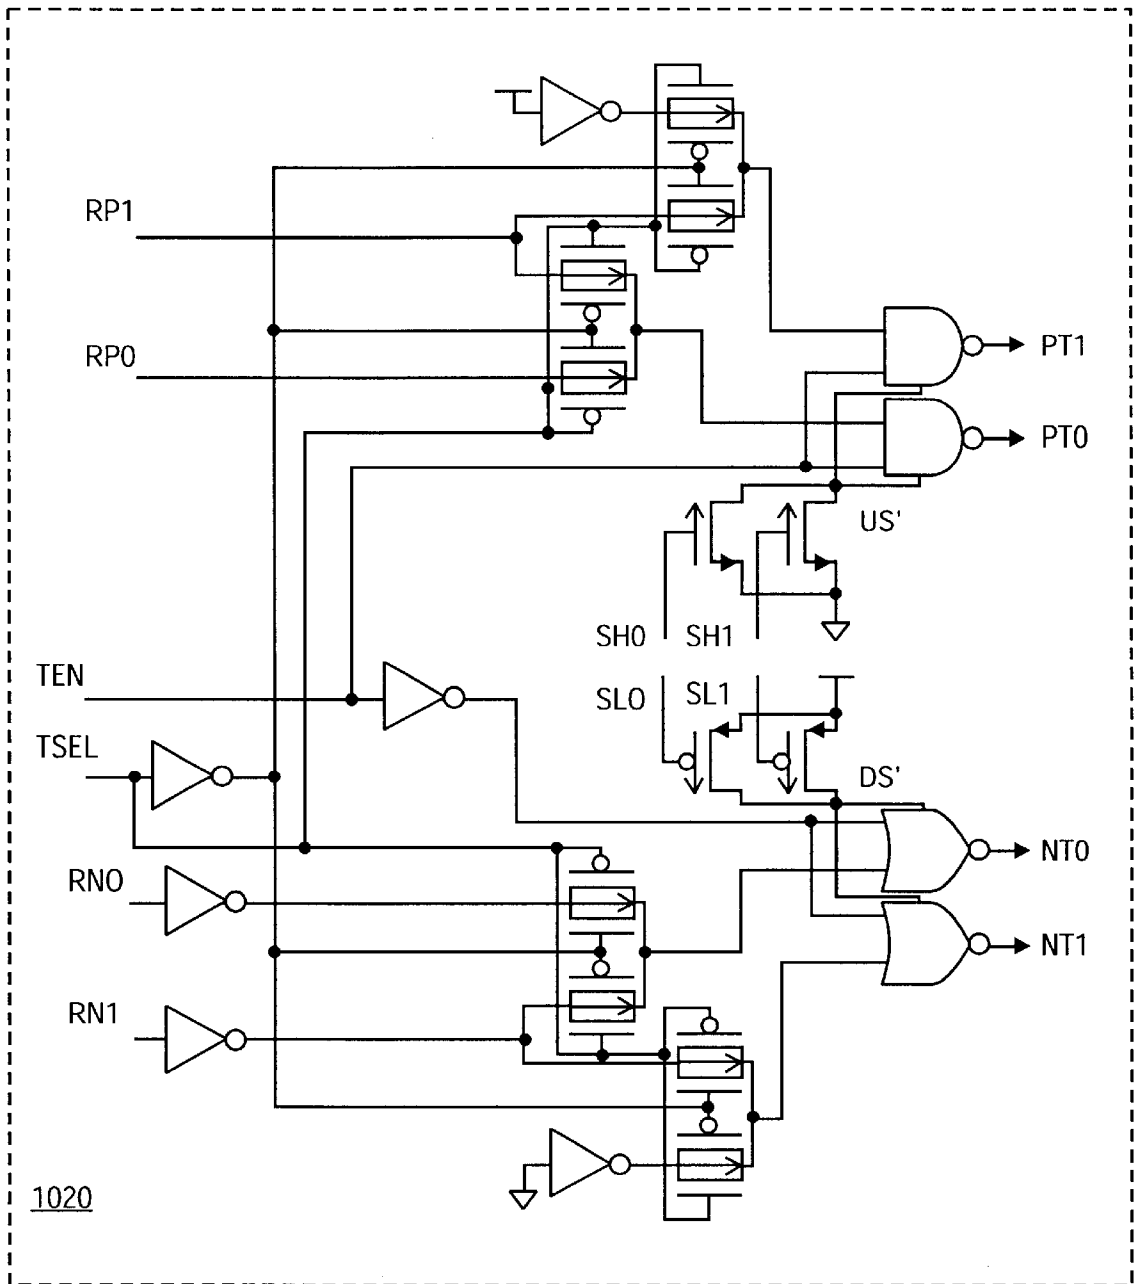 RP1
RP0
PT1
PT0
US'
SH0 SH1
TEN
SL0 SL1
TSEL
DS'
RN0
NT0
NT1
RN1
1020